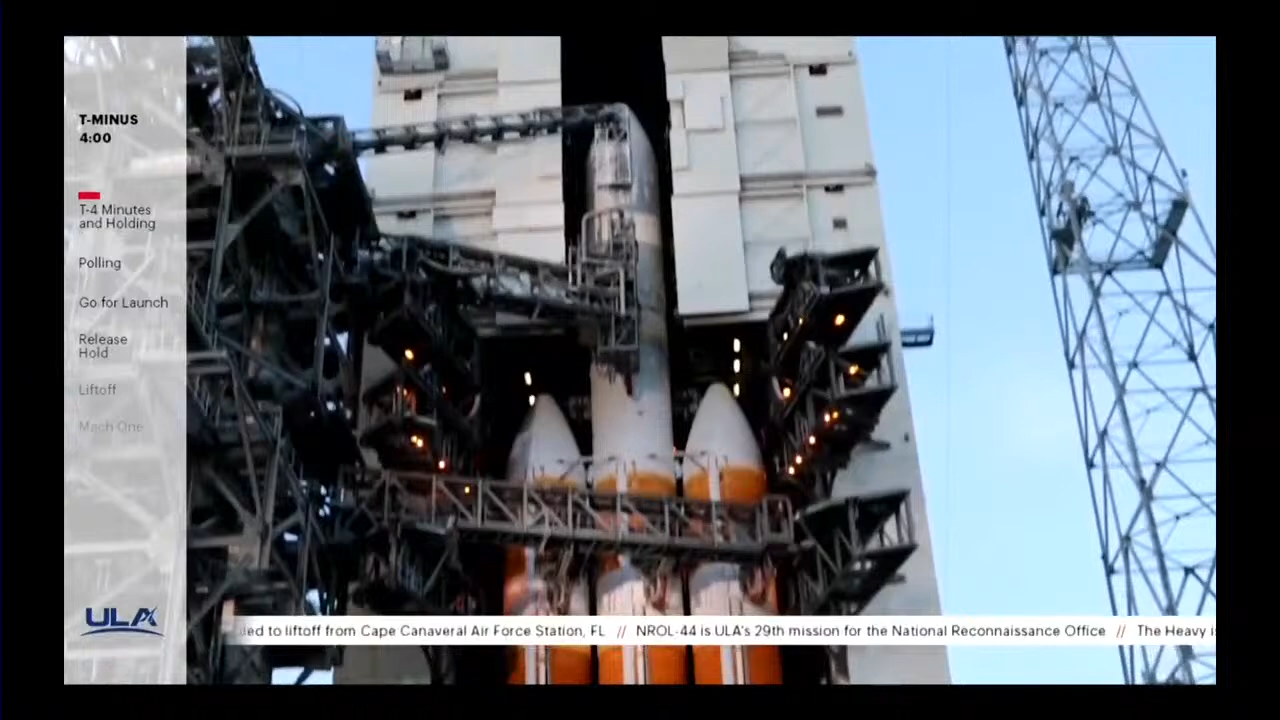 T-MINUS
4:00
T-4 Minutes
and Holding
Polling
Go for Launch
Release
Hold
Liftoff
Mach One
ULA
to liftoff from Cape Canaveral Air Force Station, FL // NROL-44 is ULA's 29th mission for the National Reconnaissance Office // The Heavy